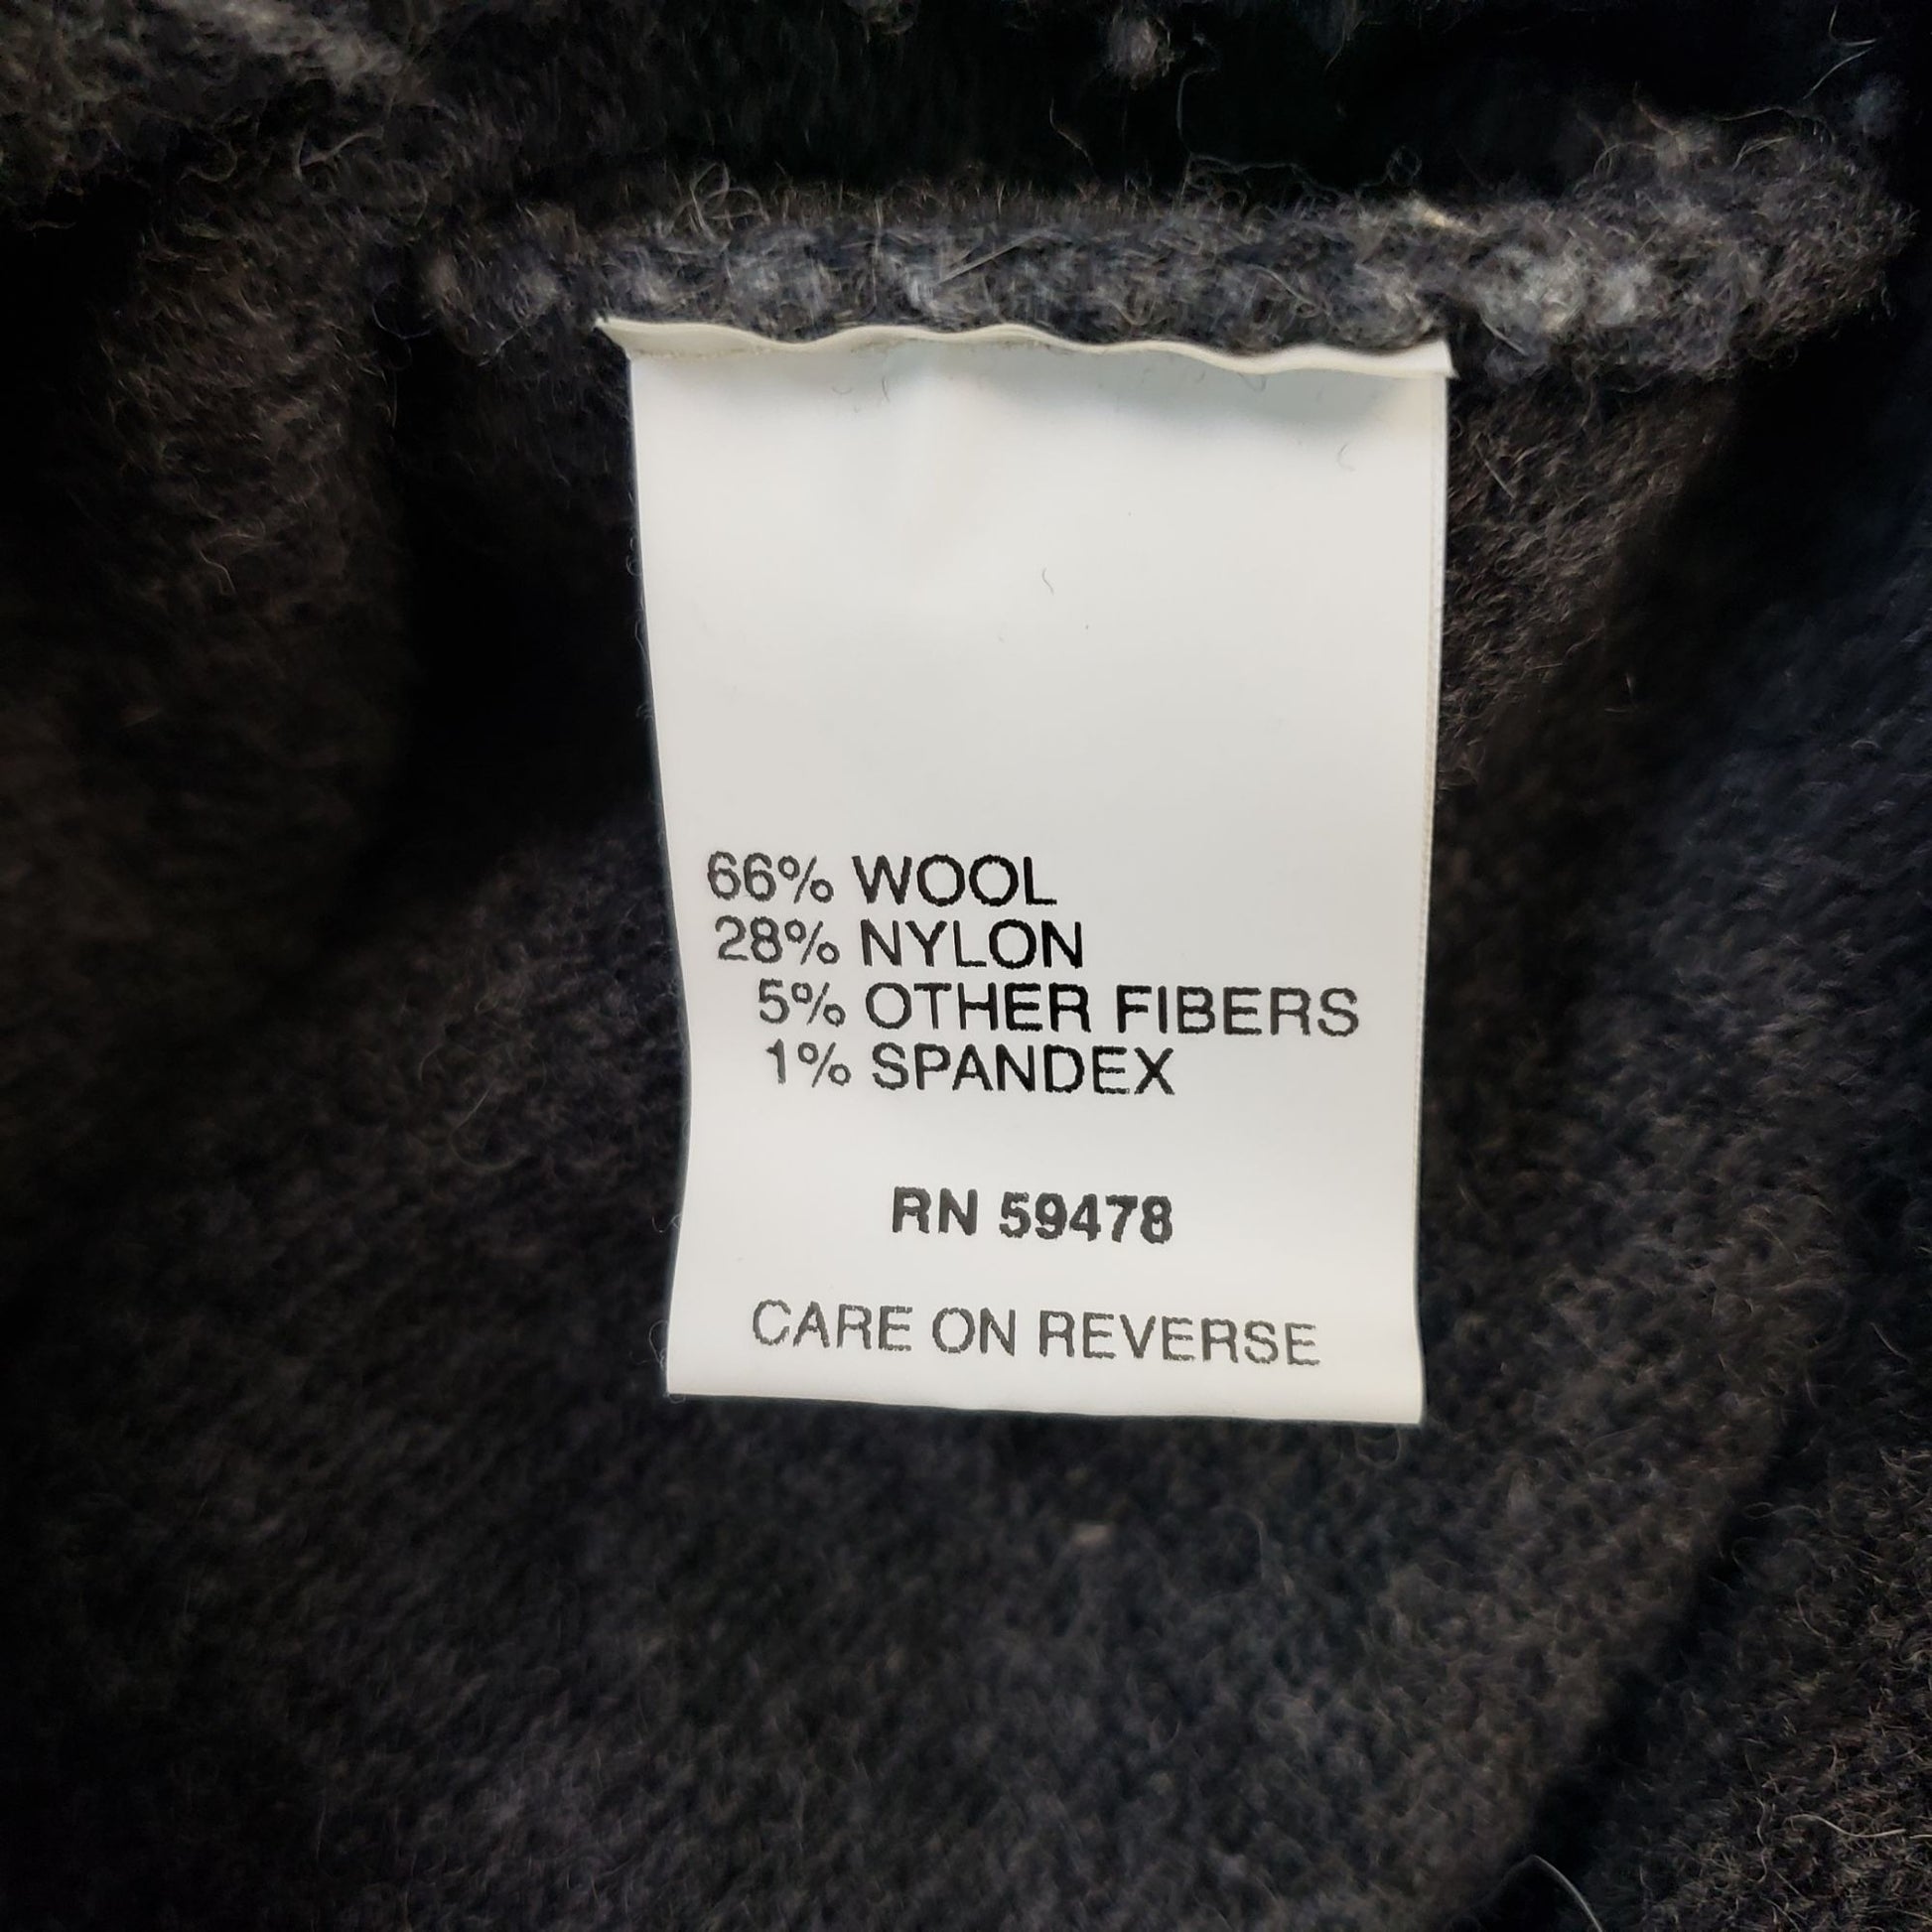 66% WOOL
28% NYLON
5% OTHER FIBERS
1% SPANDEX
RN 59478
CARE ON REVERSE